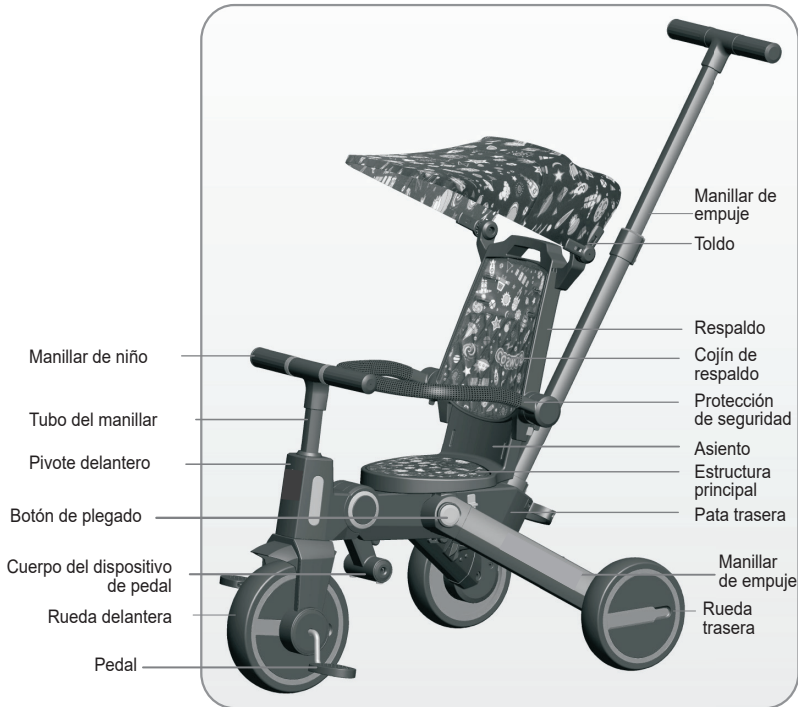 Manillar de
empuje
Toldo
Respaldo
Cojín de
respaldo
Protección
de seguridad
Asiento
Estructura
principal
Pata trasera
Manillar
de empuje
Rueda
trasera
Manillar de niño
Tubo del manillar
Pivote delantero
Botón de plegado
Cuerpo del dispositivo
de pedal
Rueda delantera
Pedal